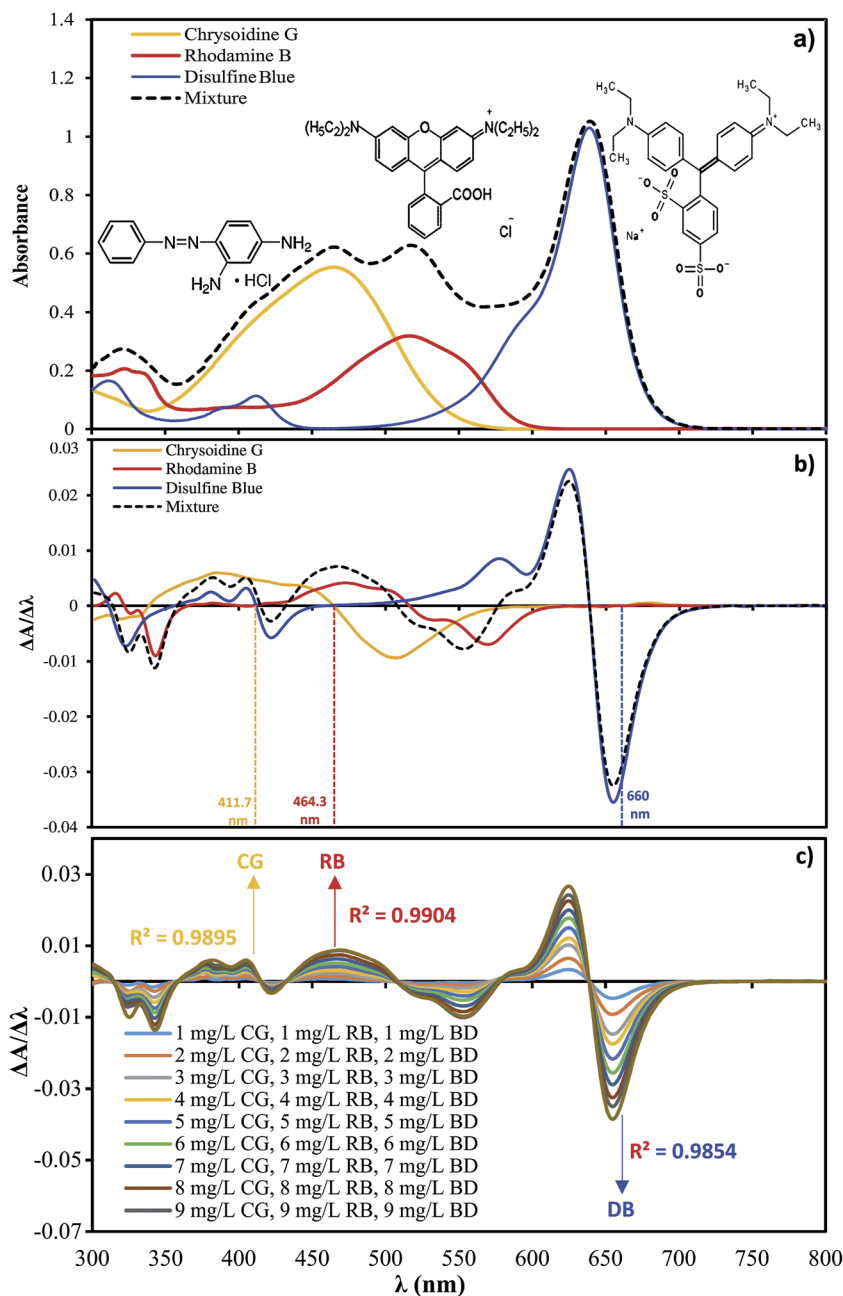 a)
Chrysoidine G
Rhodamine B
Disulfine Blue
Mixture
1.4
1.2
1
0.8
0.6
0.4
0.2
0
Absorbance
N=N
NH₂
H₂N
• HCl
(H5C2)2N
O
N(C2H5)2
+
COOH
Cl⁻
H₃C
N
CH₃
H₃C
N⁺
CH₃
⁻O
S
O
O
Na⁺
O=S−O⁻
O
b)
Chrysoidine G
Rhodamine B
Disulfine Blue
Mixture
0.03
0.02
0.01
0
-0.01
-0.02
-0.03
-0.04
ΔA/Δλ
411.7
nm
464.3
nm
660
nm
c)
CG
RB
R² = 0.9895
R² = 0.9904
0.03
0.01
-0.01
-0.03
-0.05
-0.07
ΔA/Δλ
1 mg/L CG, 1 mg/L RB, 1 mg/L BD
2 mg/L CG, 2 mg/L RB, 2 mg/L BD
3 mg/L CG, 3 mg/L RB, 3 mg/L BD
4 mg/L CG, 4 mg/L RB, 4 mg/L BD
5 mg/L CG, 5 mg/L RB, 5 mg/L BD
6 mg/L CG, 6 mg/L RB, 6 mg/L BD
7 mg/L CG, 7 mg/L RB, 7 mg/L BD
8 mg/L CG, 8 mg/L RB, 8 mg/L BD
9 mg/L CG, 9 mg/L RB, 9 mg/L BD
R² = 0.9854
DB
300 350 400 450 500 550 600 650 700 750 800
λ (nm)